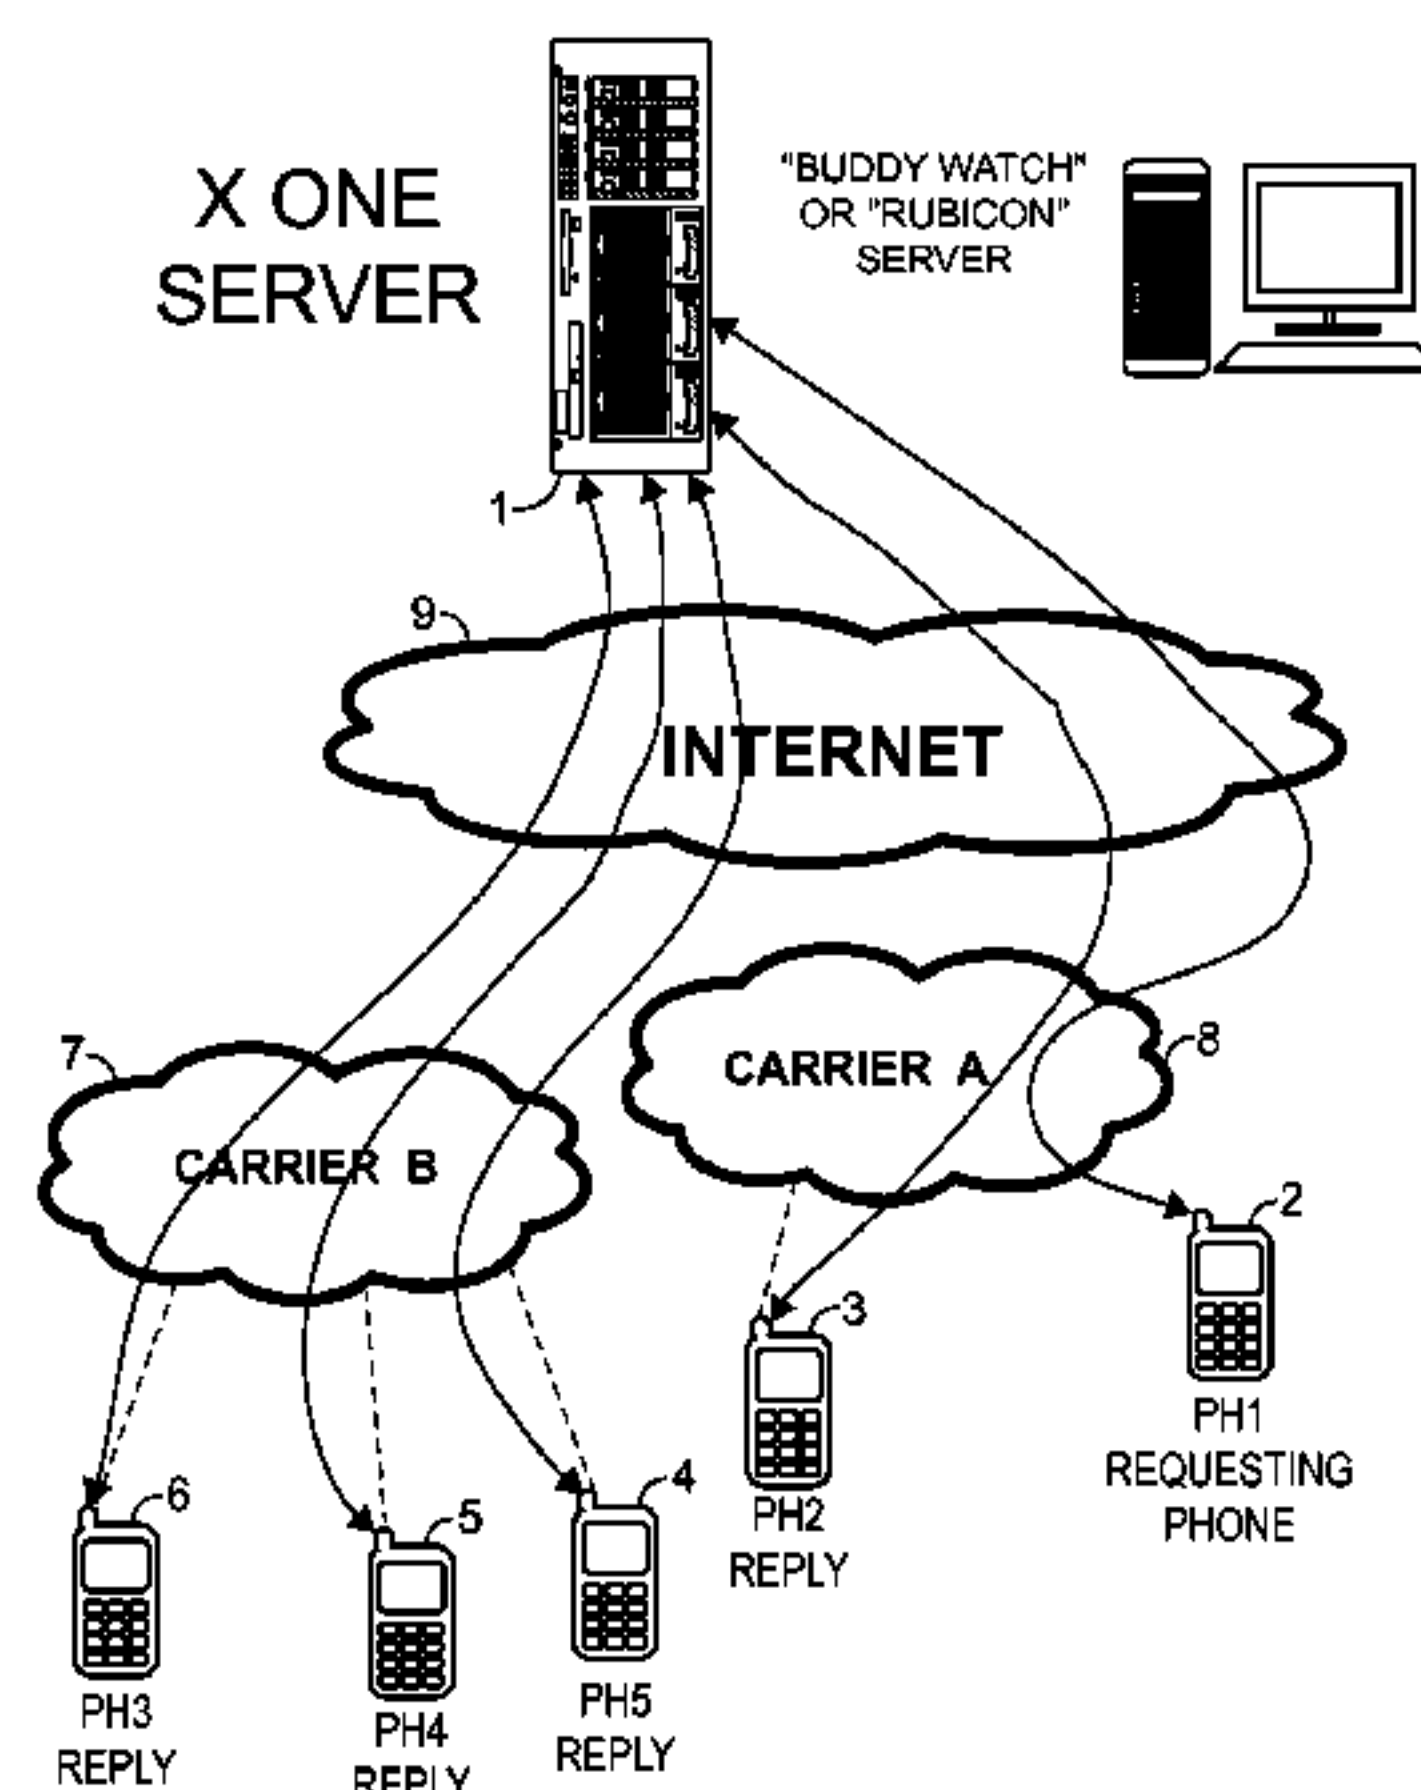 X ONE
SERVER
"BUDDY WATCH"
OR "RUBICON"
SERVER
1
9
INTERNET
7
CARRIER B
CARRIER A
8
2
PH1
REQUESTING
PHONE
3
PH2
REPLY
4
PH5
REPLY
5
PH4
REPLY
6
PH3
REPLY